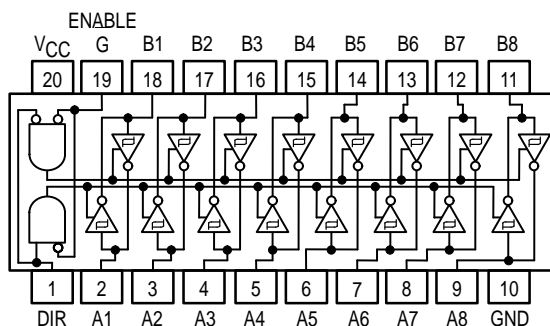 ENABLE
VCC G B1 B2 B3 B4 B5 B6 B7 B8
20 19 18 17 16 15 14 13 12 11
1 2 3 4 5 6 7 8 9 10
DIR A1 A2 A3 A4 A5 A6 A7 A8 GND